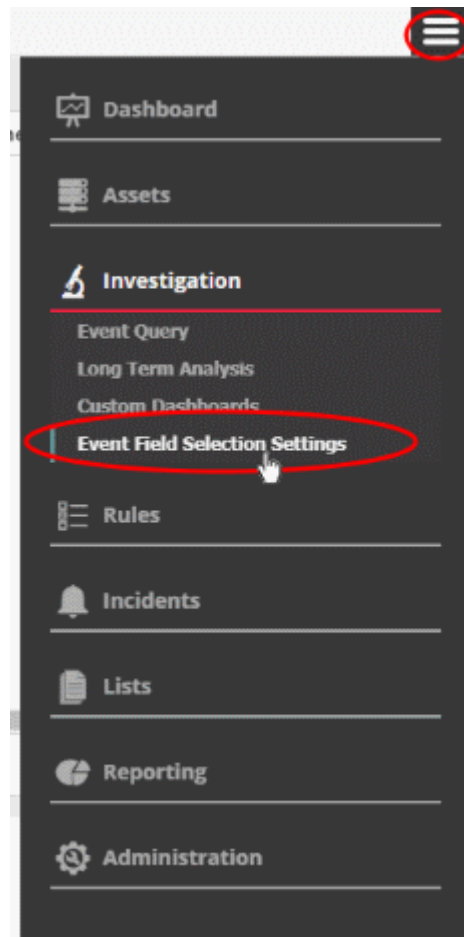 Dashboard
Assets
Investigation
Event Query
Long Term Analysis
Custom Dashboards
Event Field Selection Settings
Rules
Incidents
Lists
Reporting
Administration